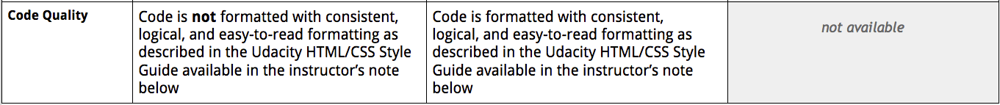 Code Quality
Code is not formatted with consistent,
logical, and easy-to-read formatting as
described in the Udacity HTML/CSS Style
Guide available in the instructor’s note
below
Code is formatted with consistent,
logical, and easy-to-read formatting as
described in the Udacity HTML/CSS Style
Guide available in the instructor’s note
below
not available